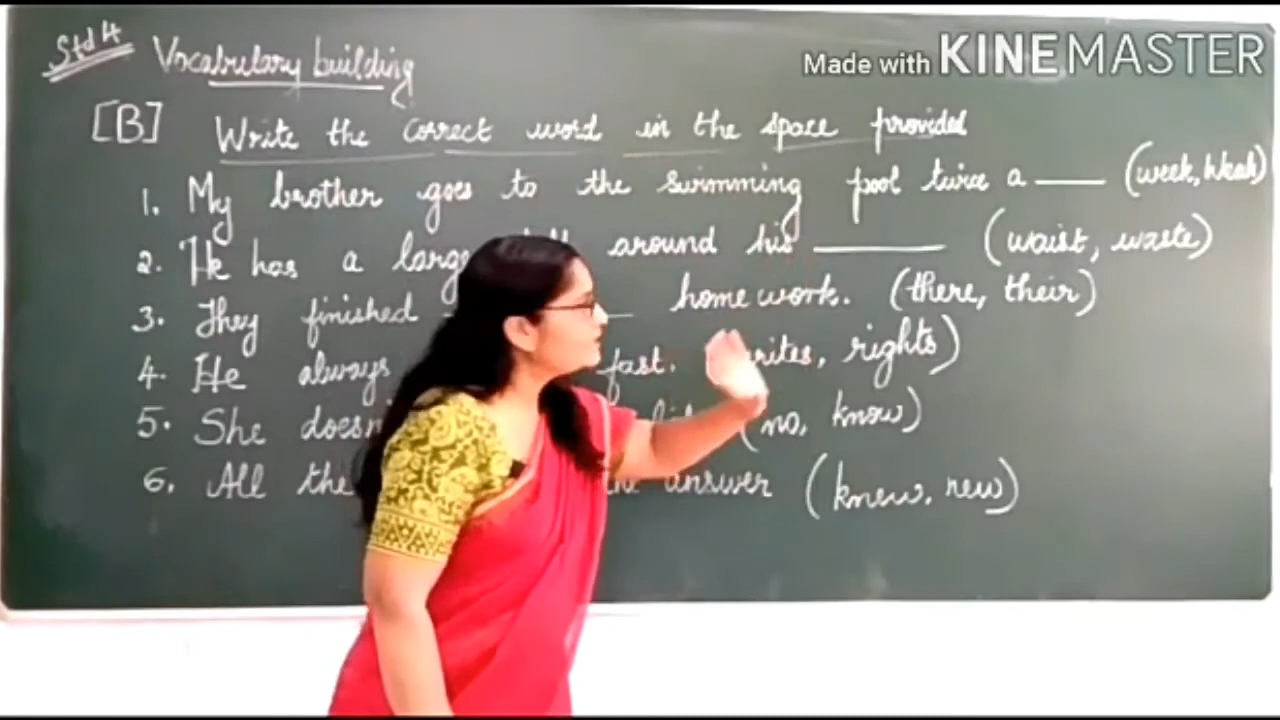 Std 4 Vocabulary building
Made with KINEMASTER
[B] Write the correct word in the space provided
1. My brother goes to the swimming pool twice a ____ (week, weak)
2. He has a large around his ________ (waist, waste)
3. They finished ________ home work. (there, their)
4. He always fast. rites, rights)
5. She doesn (no, know)
6. All the answer (knew, new)